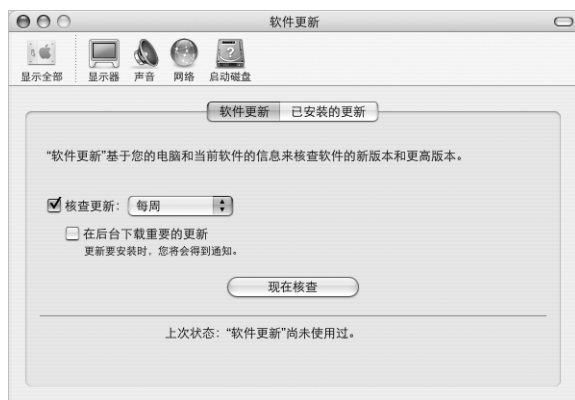 软件更新
显示全部 显示器 声音 网络 启动磁盘
软件更新 已安装的更新
“软件更新”基于您的电脑和当前软件的信息来核查软件的新版本和更高版本。
核查更新： 每周
在后台下载重要的更新
更新要安装时，您将会得到通知。
现在核查
上次状态：“软件更新”尚未使用过。